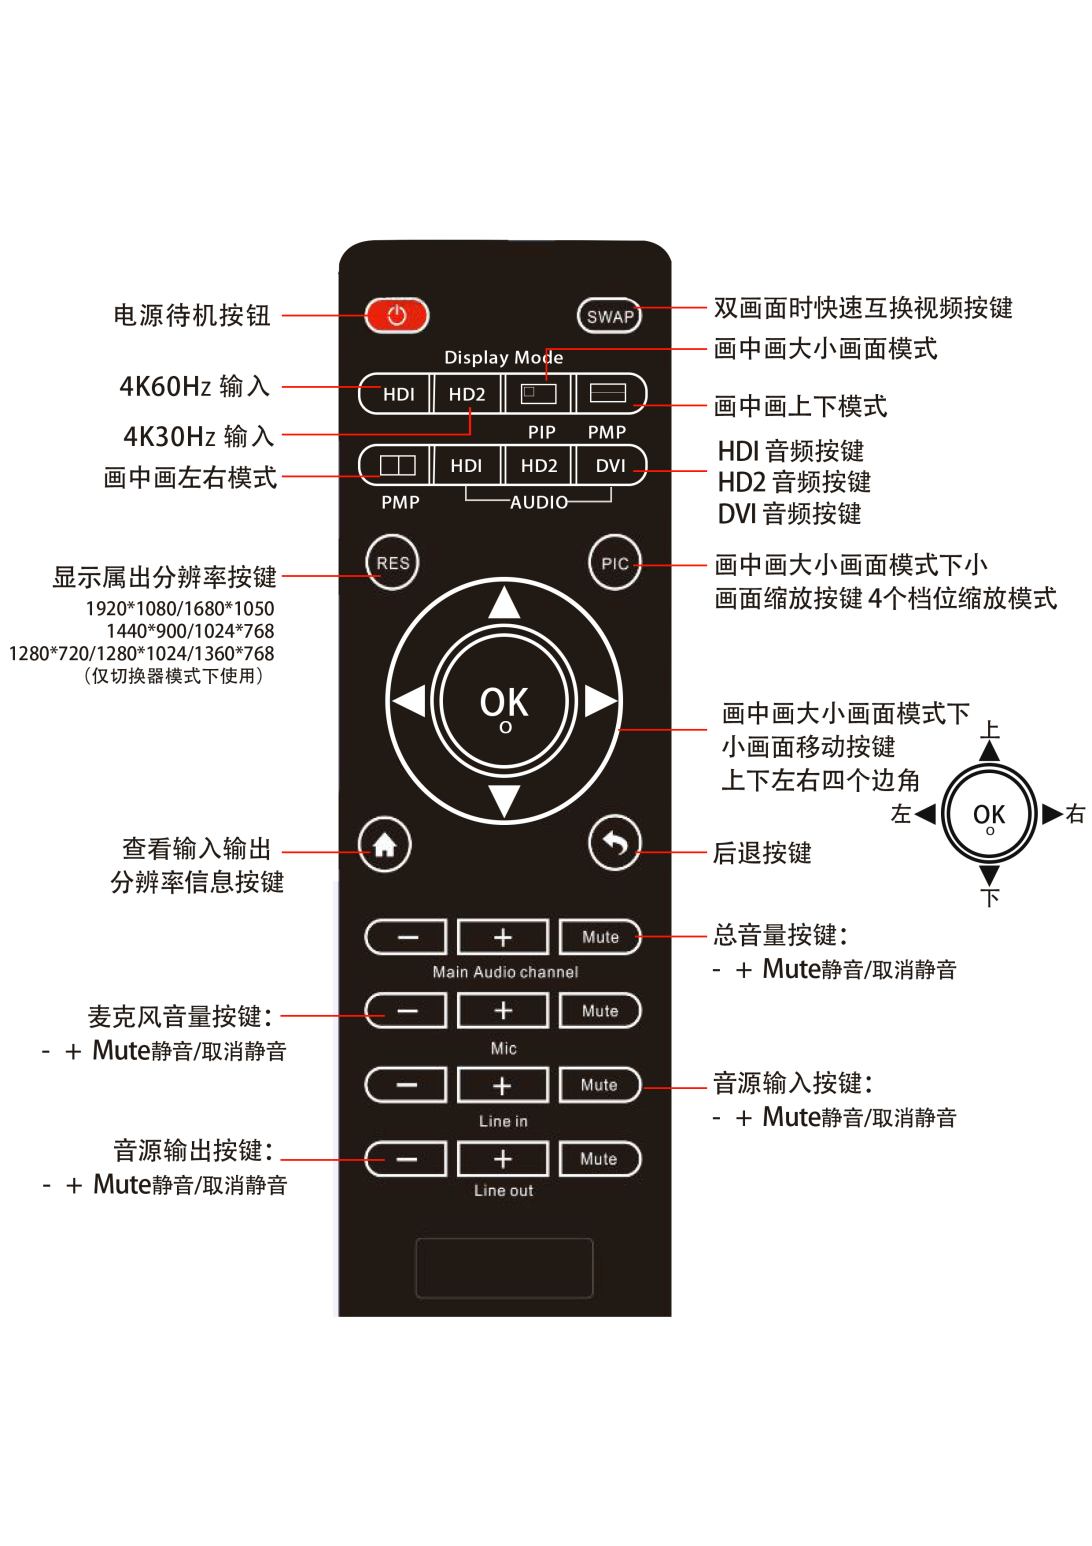 电源待机按钮
SWAP
双画面时快速互换视频按键
画中画大小画面模式
Display Mode
4K60Hz 输入
HDI
HD2
画中画上下模式
4K30Hz 输入
PIP
PMP
画中画左右模式
HDI
HD2
DVI
HDI 音频按键
HD2 音频按键
DVI 音频按键
PMP
AUDIO
RES
PIC
显示属出分辨率按键
1920*1080/1680*1050
1440*900/1024*768
1280*720/1280*1024/1360*768
（仅切换器模式下使用）
画中画大小画面模式下小
画面缩放按键 4个档位缩放模式
OK
O
画中画大小画面模式下
小画面移动按键
上下左右四个边角
上
左
OK
O
右
下
查看输入输出
分辨率信息按键
后退按键
− + Mute
Main Audio channel
总音量按键：
- + Mute静音/取消静音
− + Mute
Mic
麦克风音量按键：
- + Mute静音/取消静音
− + Mute
Line in
音源输入按键：
- + Mute静音/取消静音
− + Mute
Line out
音源输出按键：
- + Mute静音/取消静音